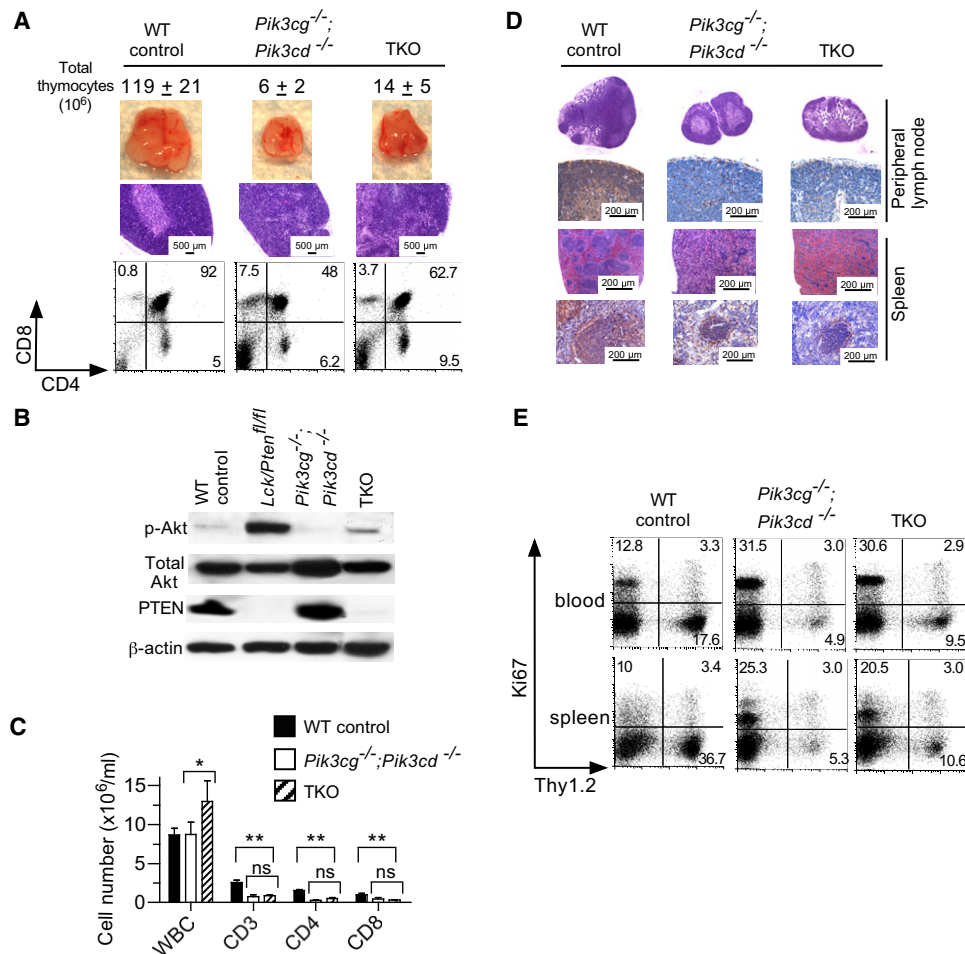 A
WT control
Pik3cg-/-; Pik3cd -/-
TKO
Total thymocytes (10^6)
119 ± 21
6 ± 2
14 ± 5
500 µm
500 µm
500 µm
0.8
92
5
7.5
48
6.2
3.7
62.7
9.5
CD8
CD4
B
WT control
Lck/Pten fl/fl
Pik3cg-/-; Pik3cd -/-
TKO
p-Akt
Total Akt
PTEN
β-actin
C
WT control
Pik3cg-/-;Pik3cd -/-
TKO
Cell number (x10^6/ml)
15
10
5
0
*
**
ns
**
ns
**
ns
WBC
CD3
CD4
CD8
D
WT control
Pik3cg-/-; Pik3cd -/-
TKO
200 µm
200 µm
200 µm
Peripheral lymph node
200 µm
200 µm
200 µm
200 µm
200 µm
200 µm
Spleen
E
WT control
Pik3cg-/-; Pik3cd -/-
TKO
blood
12.8
3.3
17.6
31.5
3.0
4.9
30.6
2.9
9.5
spleen
10
3.4
36.7
25.3
3.0
5.3
20.5
3.0
10.6
Ki67
Thy1.2